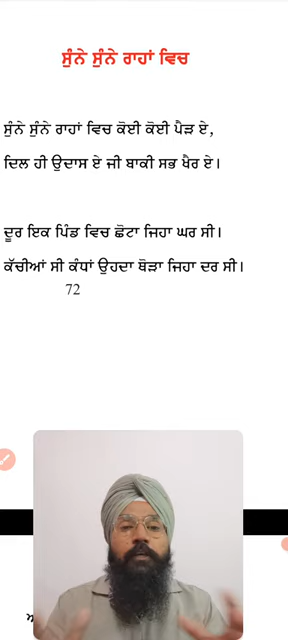 ਸੁੰਨੇ ਸੁੰਨੇ ਰਾਹਾਂ ਵਿਚ
ਸੁੰਨੇ ਸੁੰਨੇ ਰਾਹਾਂ ਵਿਚ ਕੋਈ ਕੋਈ ਪੈੜ ਏ,
ਦਿਲ ਹੀ ਉਦਾਸ ਏ ਜੀ ਬਾਕੀ ਸਭ ਖੈਰ ਏ।
ਦੂਰ ਇਕ ਪਿੰਡ ਵਿਚ ਛੋਟਾ ਜਿਹਾ ਘਰ ਸੀ।
ਕੱਚੀਆਂ ਸੀ ਕੰਧਾਂ ਉਹਦਾ ਥੋੜਾ ਜਿਹਾ ਦਰ ਸੀ।
72